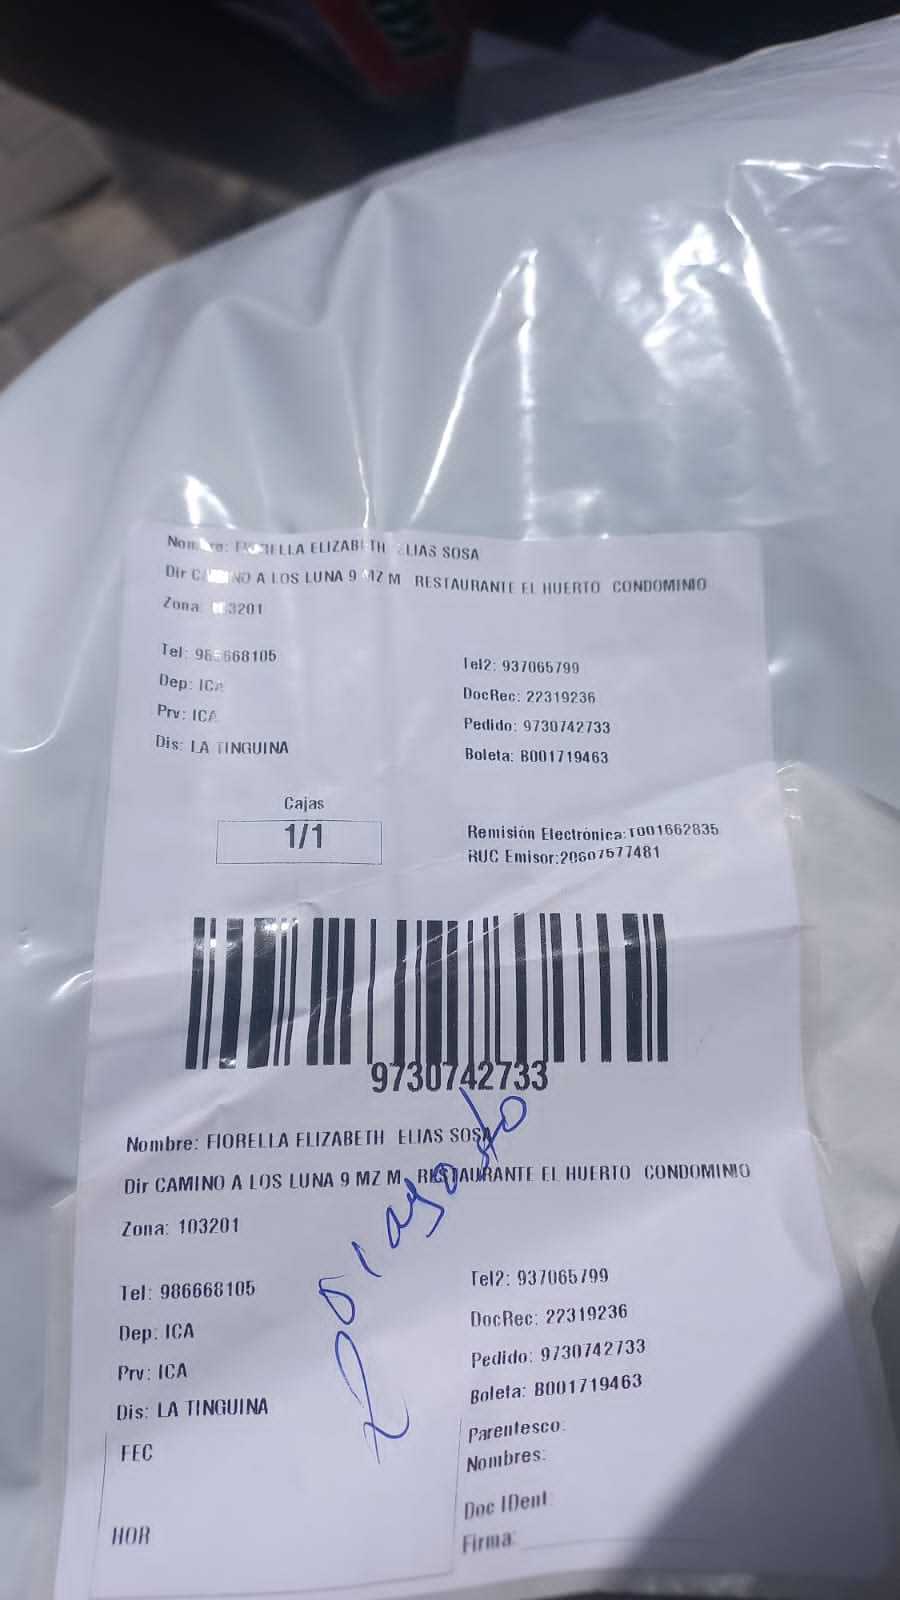 Nombre: FIORELLA ELIZABETH ELIAS SOSA
Dir CAMINO A LOS LUNA 9 MZ M RESTAURANTE EL HUERTO CONDOMINIO
Zona: 103201
Tel: 986668105
Tel2: 937065799
Dep: ICA
DocRec: 22319236
Prv: ICA
Pedido: 9730742733
Dis: LA TINGUINA
Boleta: B001719463
Cajas
1/1
Remisión Electrónica:T001662835
RUC Emisor:20607577481
9730742733
Nombre: FIORELLA ELIZABETH ELIAS SOSA
Dir CAMINO A LOS LUNA 9 MZ M RESTAURANTE EL HUERTO CONDOMINIO
Zona: 103201
Tel: 986668105
Tel2: 937065799
Dep: ICA
DocRec: 22319236
Prv: ICA
Pedido: 9730742733
Dis: LA TINGUINA
Boleta: B001719463
agosto
FEC
Parentesco:
Nombres:
HOR
Doc IDent:
Firma: